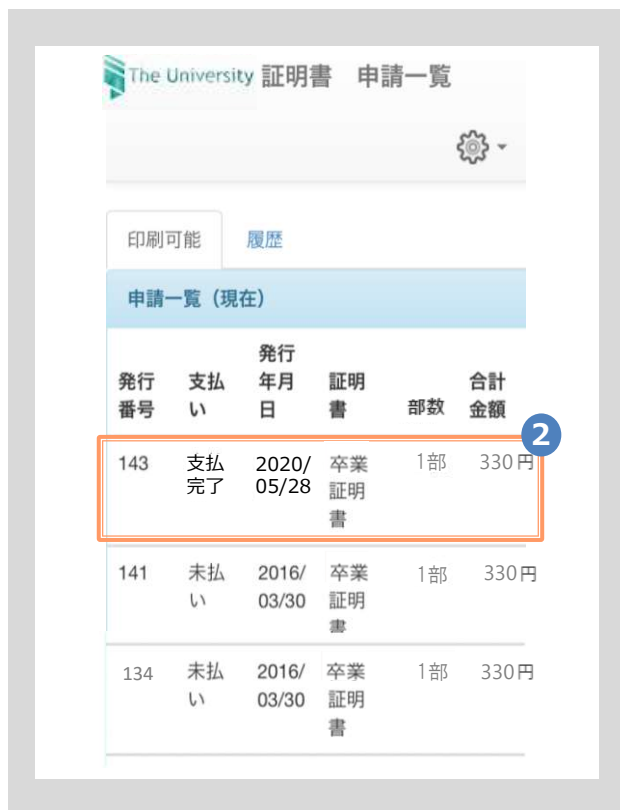 The University 証明書 申請一覧
印刷可能 履歴
申請一覧（現在）
発行番号 支払い 発行年月日 証明書 部数 合計金額
2
143 支払完了 2020/05/28 卒業証明書 1部 330円
141 未払い 2016/03/30 卒業証明書 1部 330円
134 未払い 2016/03/30 卒業証明書 1部 330円